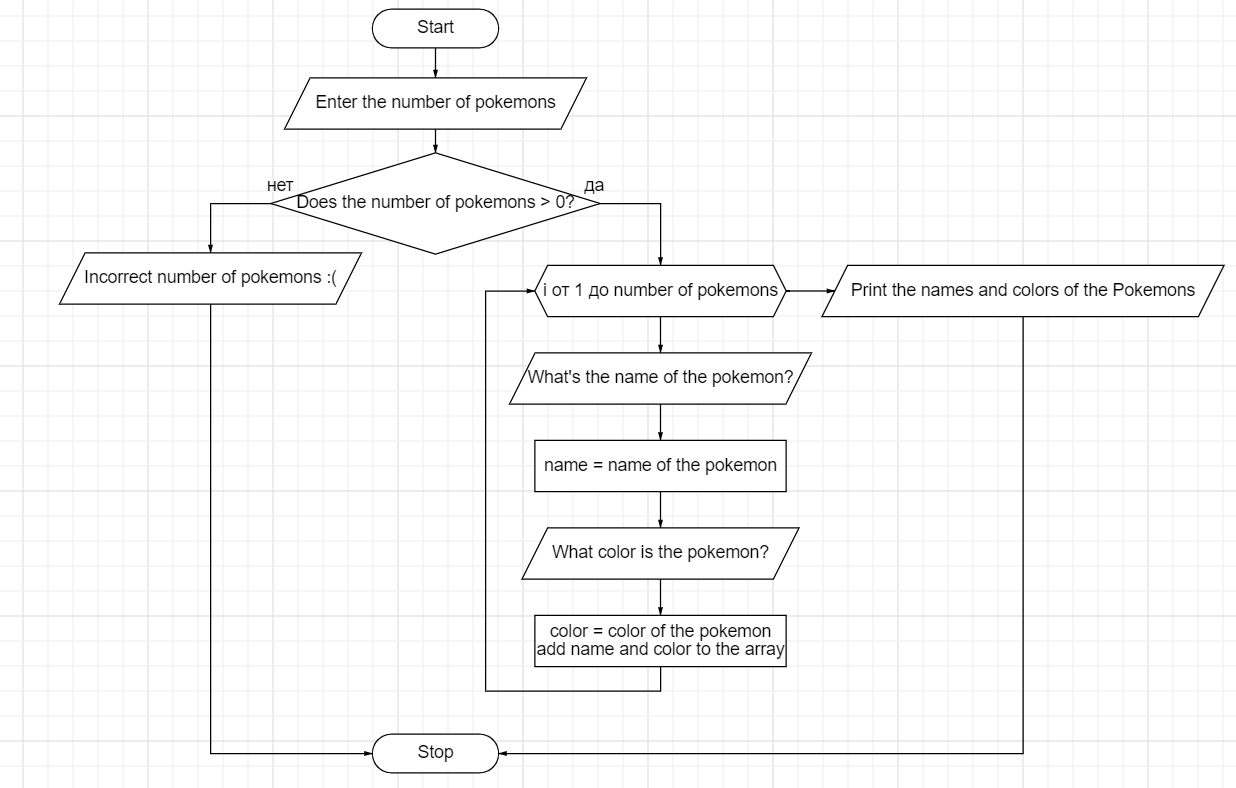 Start
Enter the number of pokemons
нет
да
Does the number of pokemons > 0?
Incorrect number of pokemons :(
i от 1 до number of pokemons
Print the names and colors of the Pokemons
What's the name of the pokemon?
name = name of the pokemon
What color is the pokemon?
color = color of the pokemon
add name and color to the array
Stop